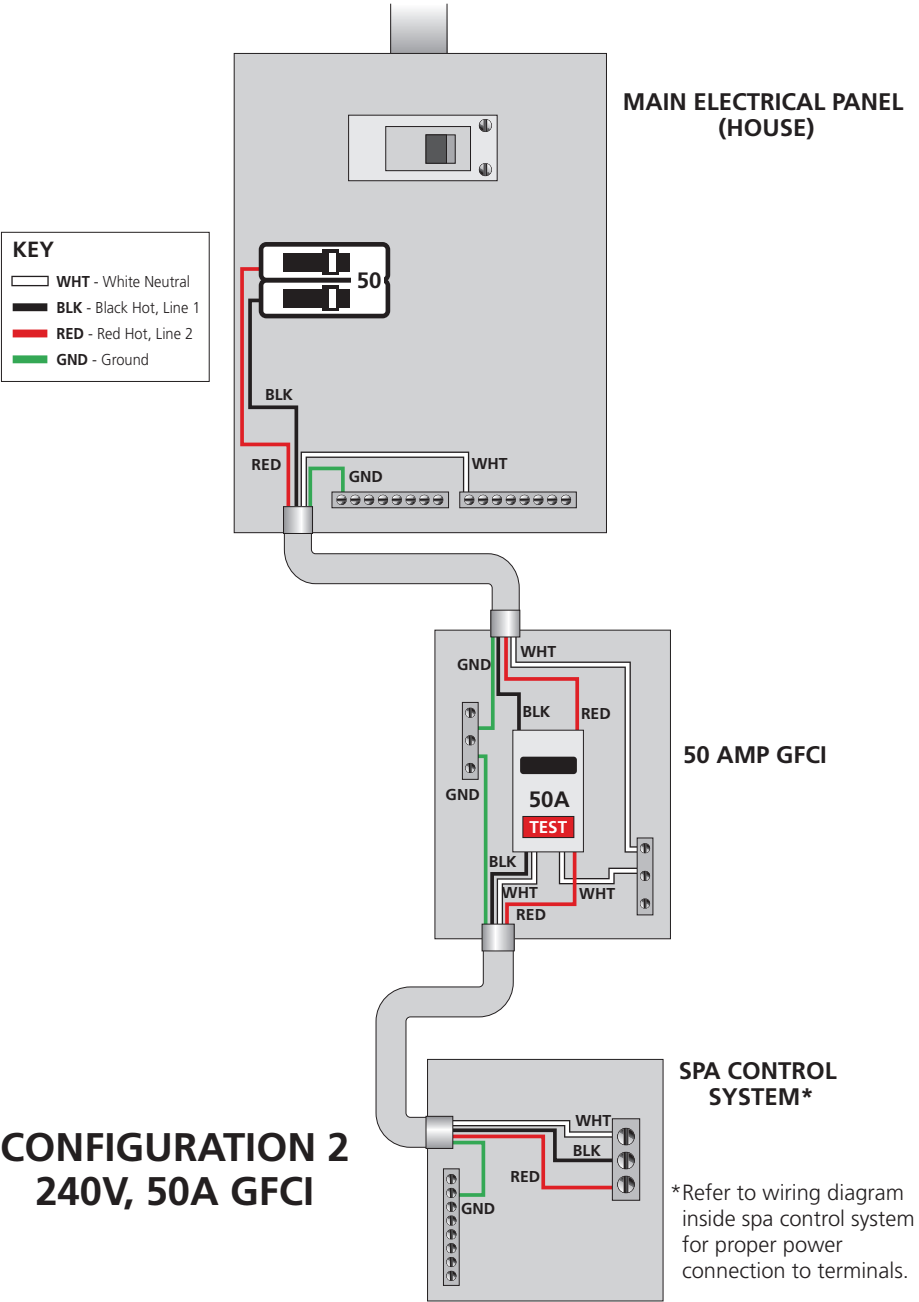 MAIN ELECTRICAL PANEL
(HOUSE)
KEY
WHT - White Neutral
BLK - Black Hot, Line 1
RED - Red Hot, Line 2
GND - Ground
50
BLK
RED
GND
WHT
WHT
GND
BLK
RED
50 AMP GFCI
GND
50A
TEST
BLK
WHT
WHT
RED
SPA CONTROL
SYSTEM*
WHT
BLK
RED
GND
CONFIGURATION 2
240V, 50A GFCI
*Refer to wiring diagram
inside spa control system
for proper power
connection to terminals.